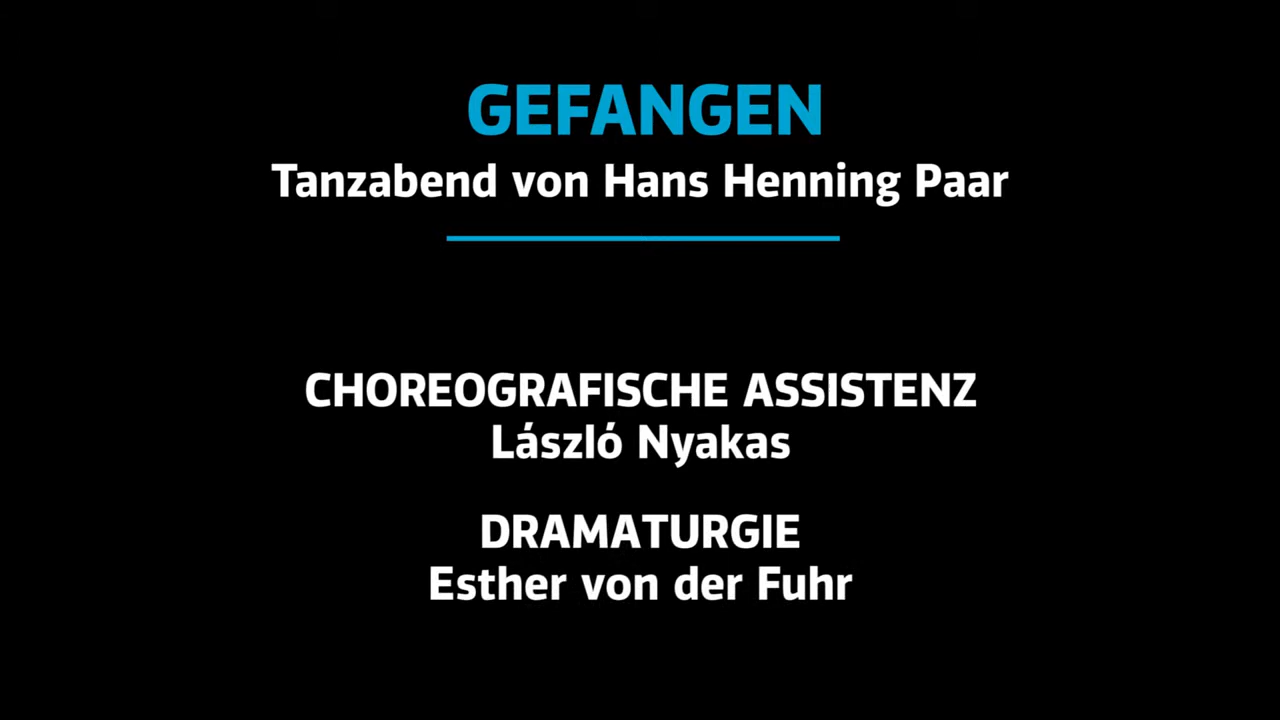 GEFANGEN
Tanzabend von Hans Henning Paar
CHOREOGRAFISCHE ASSISTENZ
László Nyakas
DRAMATURGIE
Esther von der Fuhr